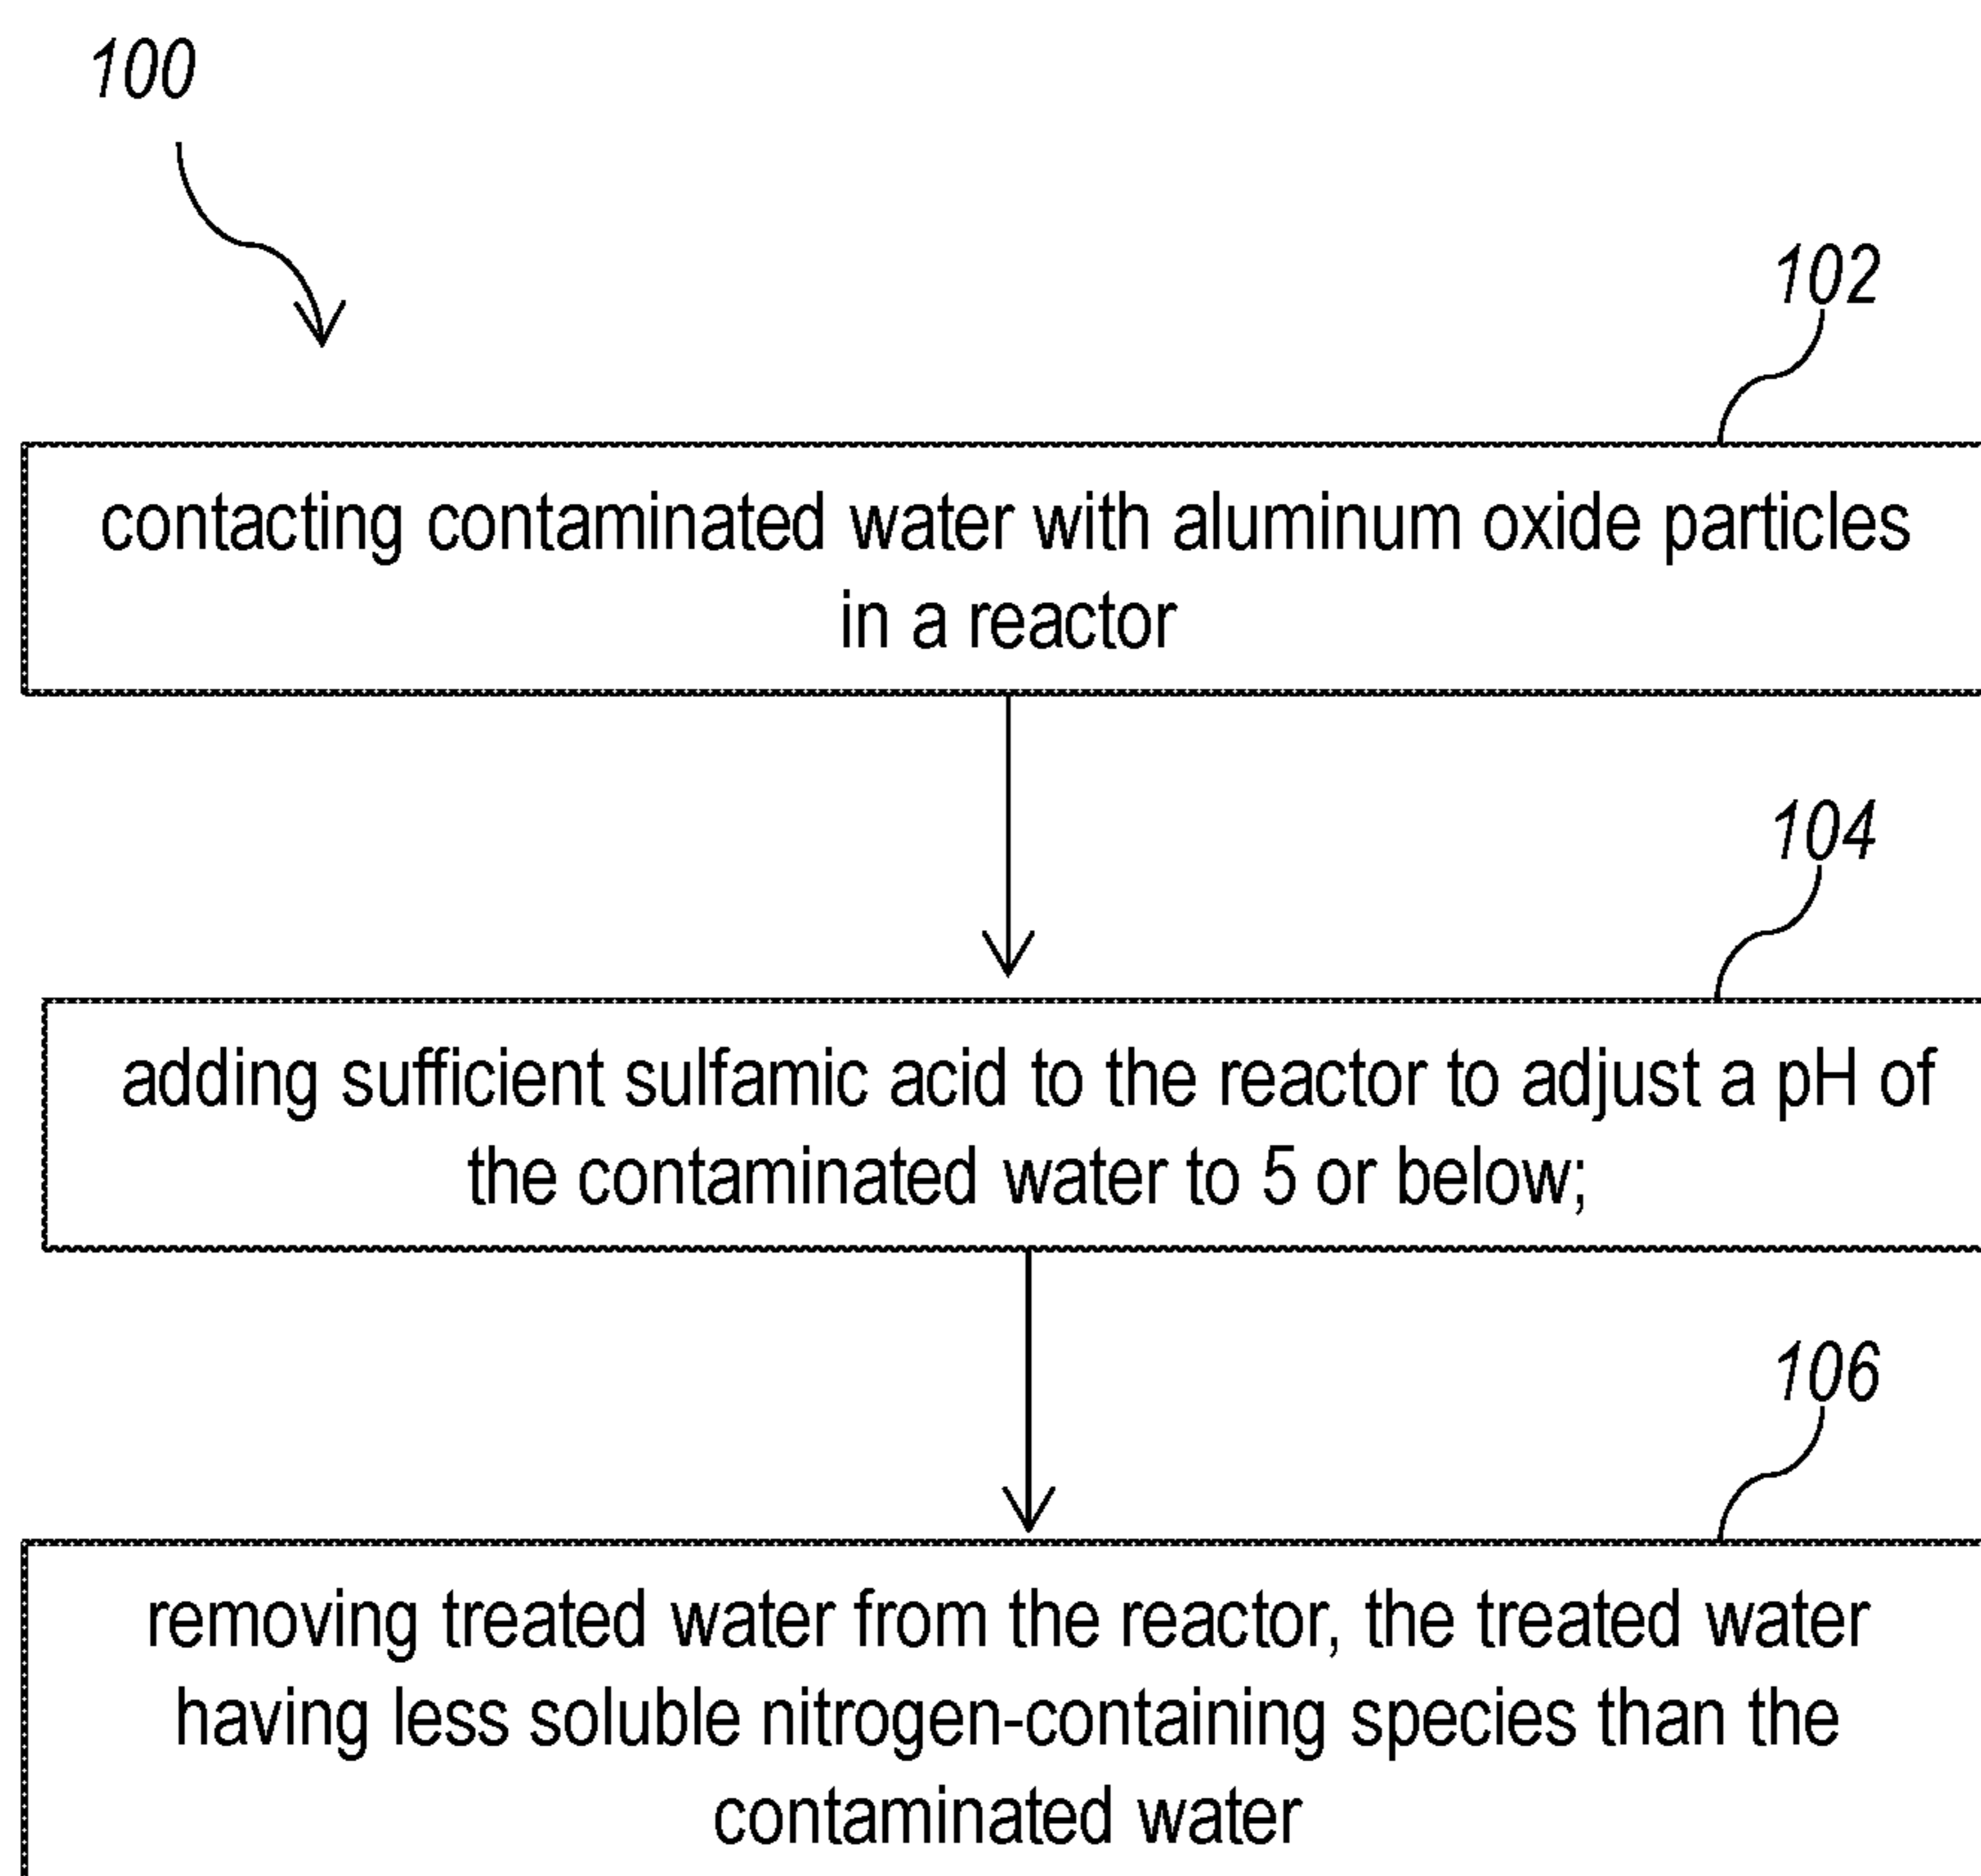 100
102
contacting contaminated water with aluminum oxide particles
in a reactor
104
adding sufficient sulfamic acid to the reactor to adjust a pH of
the contaminated water to 5 or below;
106
removing treated water from the reactor, the treated water
having less soluble nitrogen-containing species than the
contaminated water